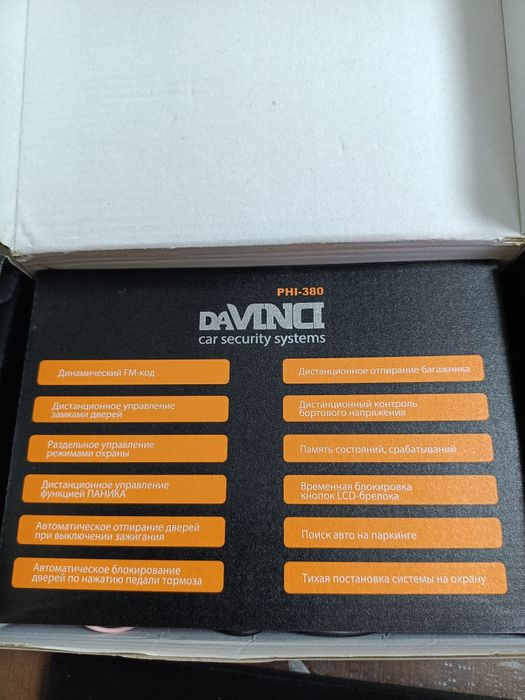 PHI-380
DAVINCI
car security systems
Динамический FM-код
Дистанционное управление
замками дверей
Раздельное управление
режимами охраны
Дистанционное управление
функцией ПАНИКА
Автоматическое отпирание дверей
при выключении зажигания
Автоматическое блокирование
дверей по нажатию педали тормоза
Дистанционное отпирание багажника
Дистанционный контроль
бортового напряжения
Память состояний, срабатываний
Временная блокировка
кнопок LCD-брелока
Поиск авто на паркинге
Тихая постановка системы на охрану